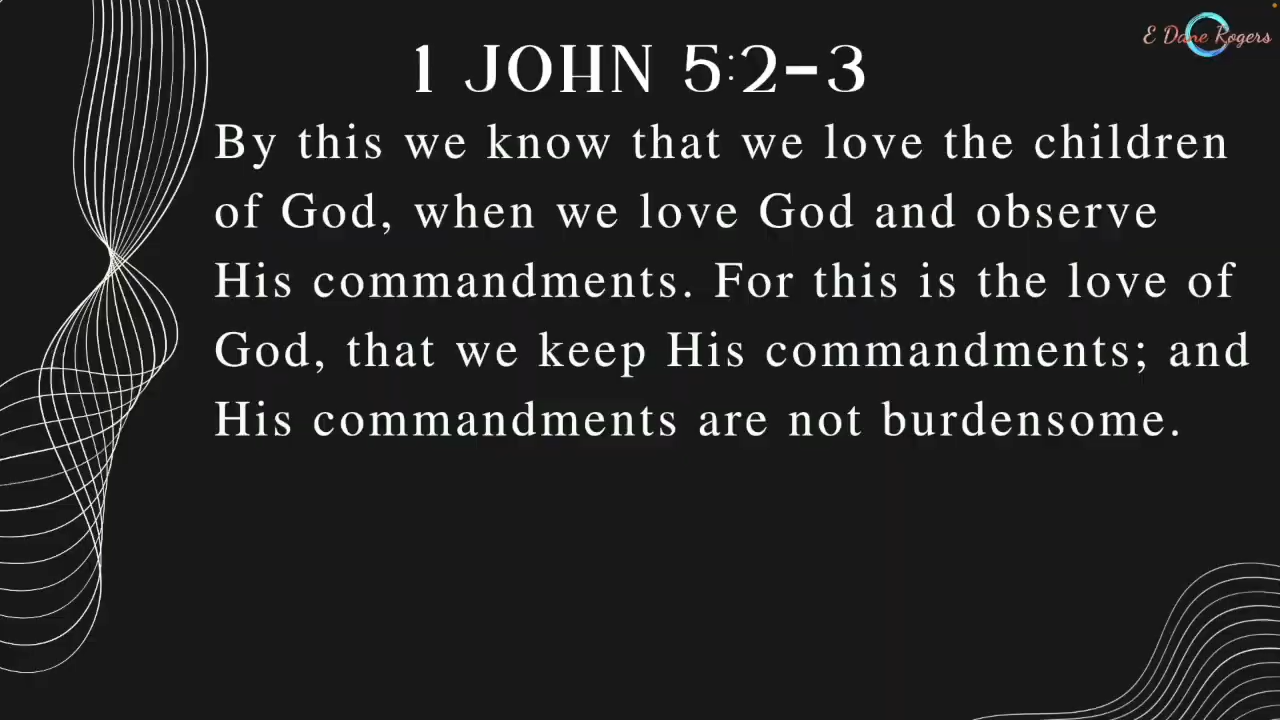 E Dane Rogers
1 JOHN 5:2-3
By this we know that we love the children
of God, when we love God and observe
His commandments. For this is the love of
God, that we keep His commandments; and
His commandments are not burdensome.